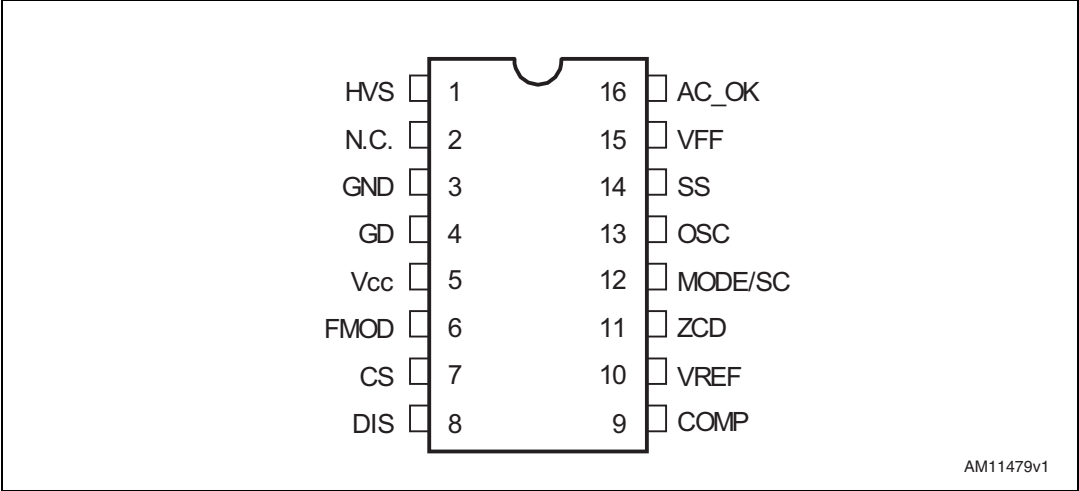 HVS 1 16 AC_OK
N.C. 2 15 VFF
GND 3 14 SS
GD 4 13 OSC
Vcc 5 12 MODE/SC
FMOD 6 11 ZCD
CS 7 10 VREF
DIS 8 9 COMP
AM11479v1